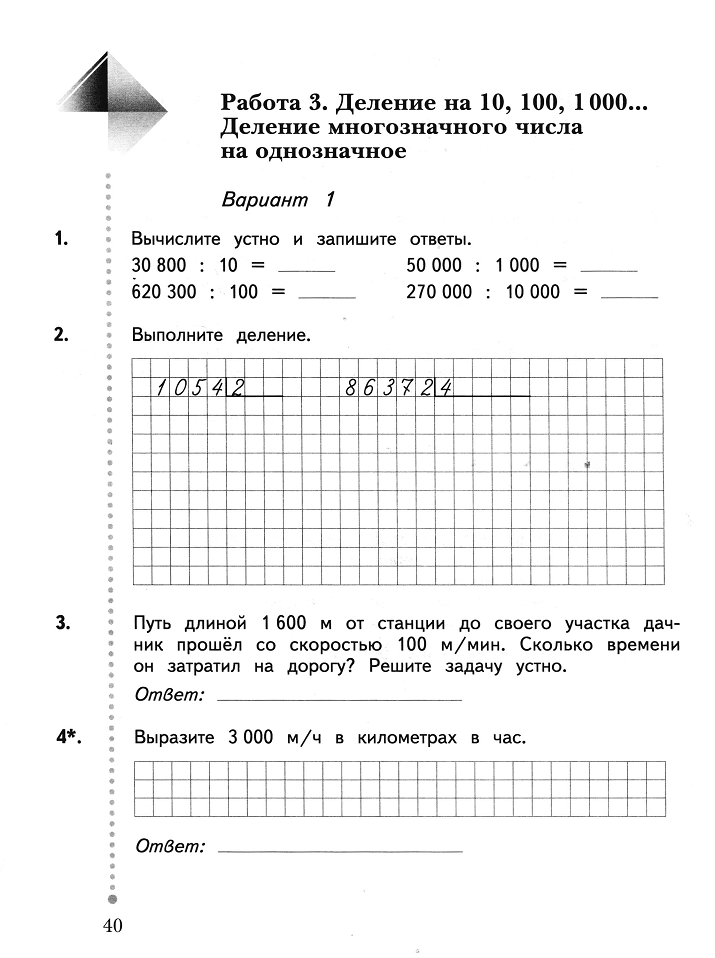 Работа 3. Деление на 10, 100, 1 000...
Деление многозначного числа
на однозначное
Вариант 1
1. Вычислите устно и запишите ответы.
30 800 : 10 = ______ 50 000 : 1 000 = ______
620 300 : 100 = ______ 270 000 : 10 000 = ______
2. Выполните деление.
1054|2 86372|4
3. Путь длиной 1 600 м от станции до своего участка дач-
ник прошёл со скоростью 100 м/мин. Сколько времени
он затратил на дорогу? Решите задачу устно.
Ответ: ______
4*. Выразите 3 000 м/ч в километрах в час.
Ответ: ______
40